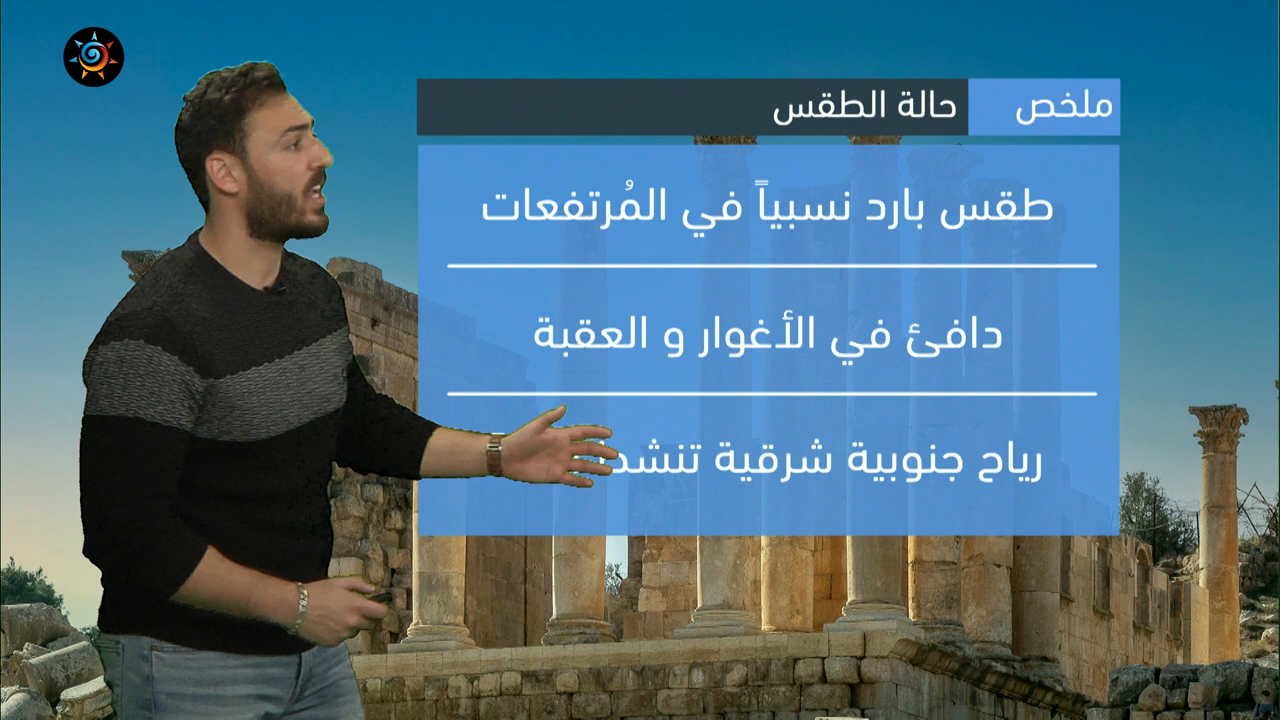 ملخص حالة الطقس
طقس بارد نسبياً في المُرتفعات
دافئ في الأغوار و العقبة
رياح جنوبية شرقية